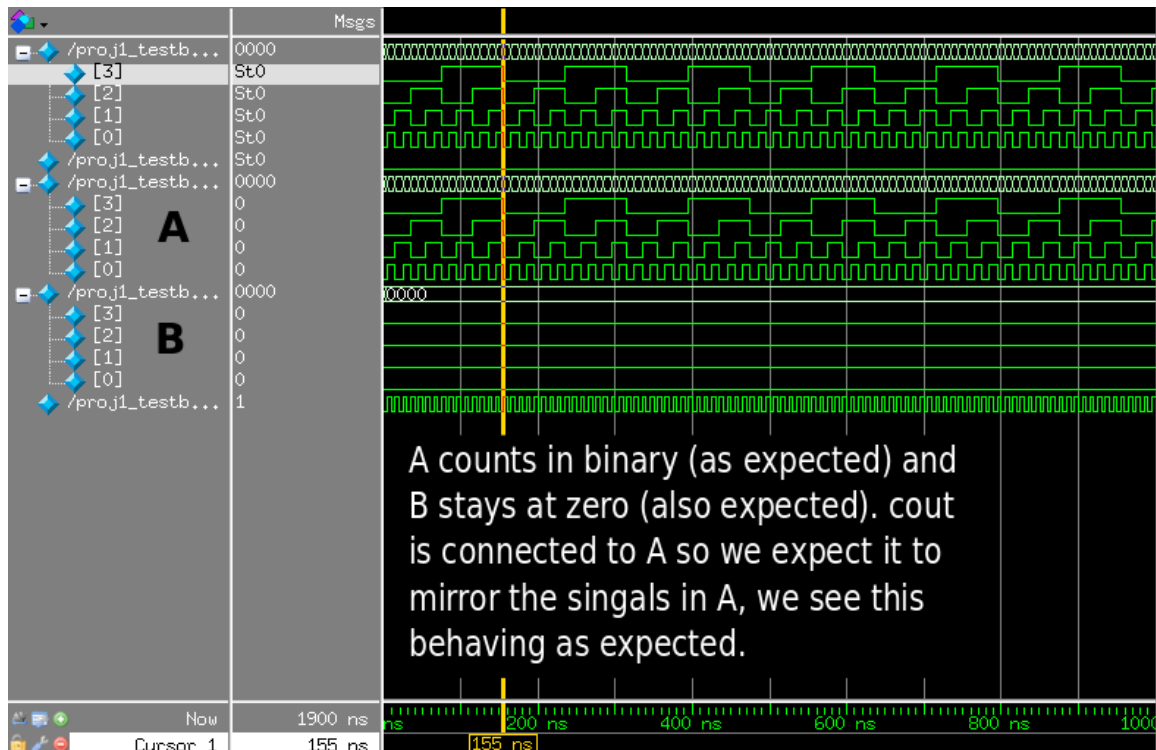 Msgs
/proj1_testb... 0000
[3] St0
[2] St0
[1] St0
[0] St0
/proj1_testb... St0
/proj1_testb... 0000
[3] 0
[2] 0
[1] 0
[0] 0
A
/proj1_testb... 0000 0000
[3] 0
[2] 0
[1] 0
[0] 0
B
/proj1_testb... 1
A counts in binary (as expected) and
B stays at zero (also expected). cout
is connected to A so we expect it to
mirror the singals in A, we see this
behaving as expected.
Now 1900 ns ns 200 ns 400 ns 600 ns 800 ns 1000
Cursor 1 155 ns 155 ns